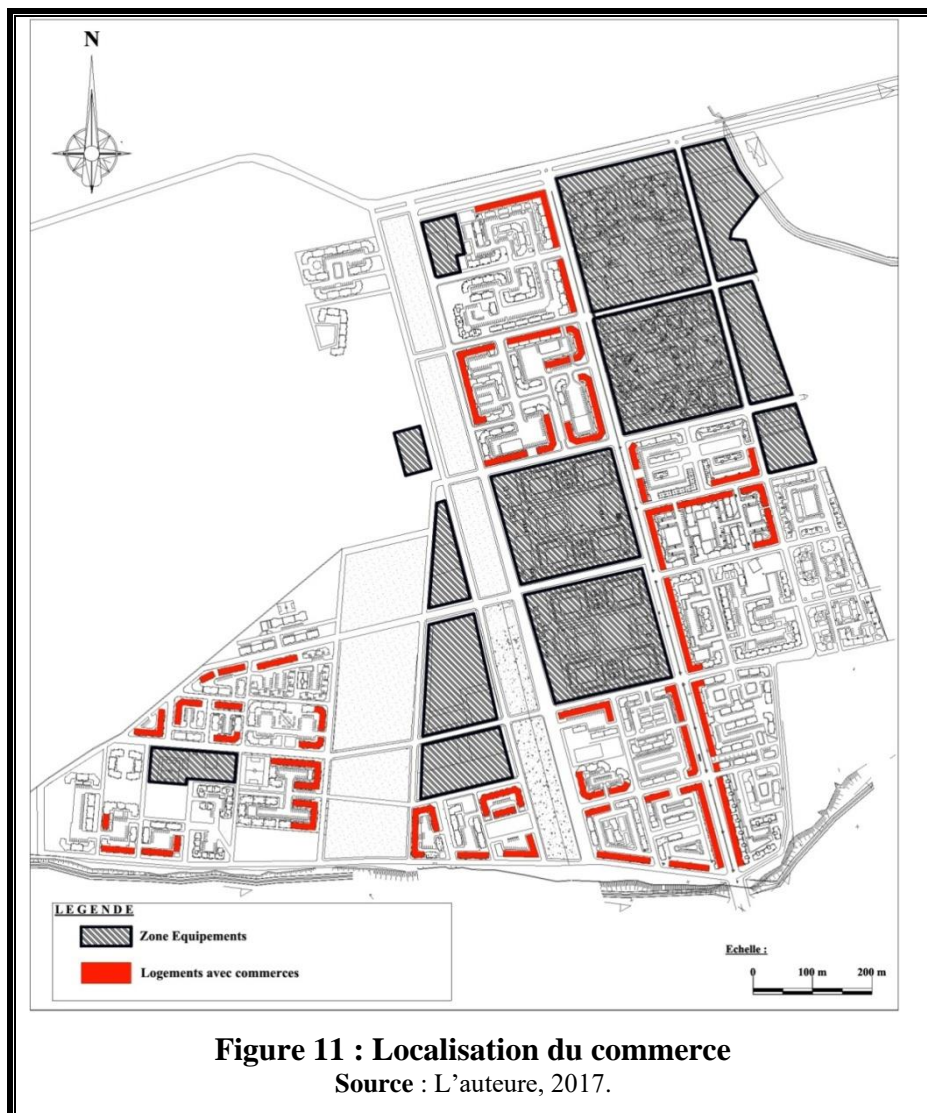 N
LEGENDE
Zone Equipements
Logements avec commerces
Echelle :
0 100 m 200 m
Figure 11 : Localisation du commerce
Source : L'auteure, 2017.